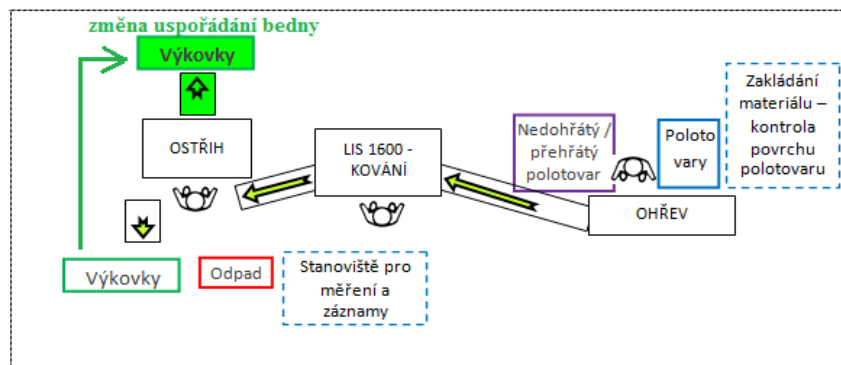 změna uspořádání bedny
Výkovky
OSTŘIH
LIS 1600 -
KOVÁNÍ
Nedohřátý /
přehřátý
polotovar
Poloto
vary
Zakládání
materiálu –
kontrola
povrchu
polotovaru
OHŘEV
Výkovky
Odpad
Stanoviště pro
měření a
záznamy